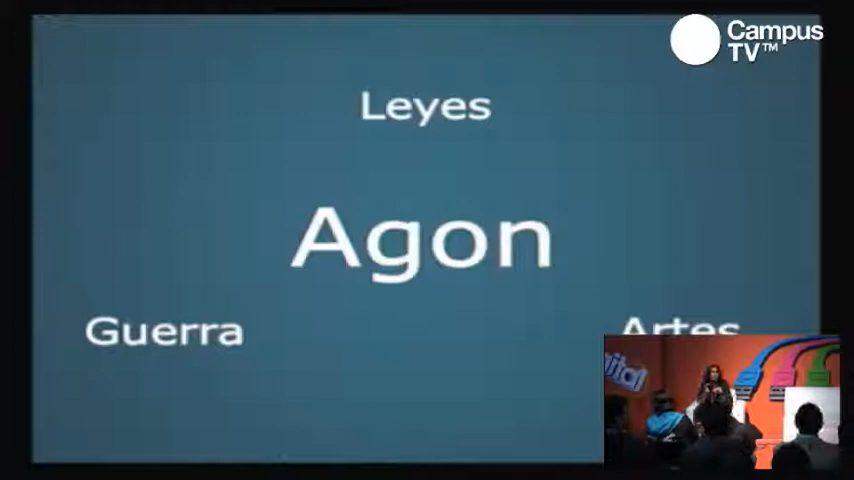 Campus
TV™
Leyes
Agon
Guerra
Artes